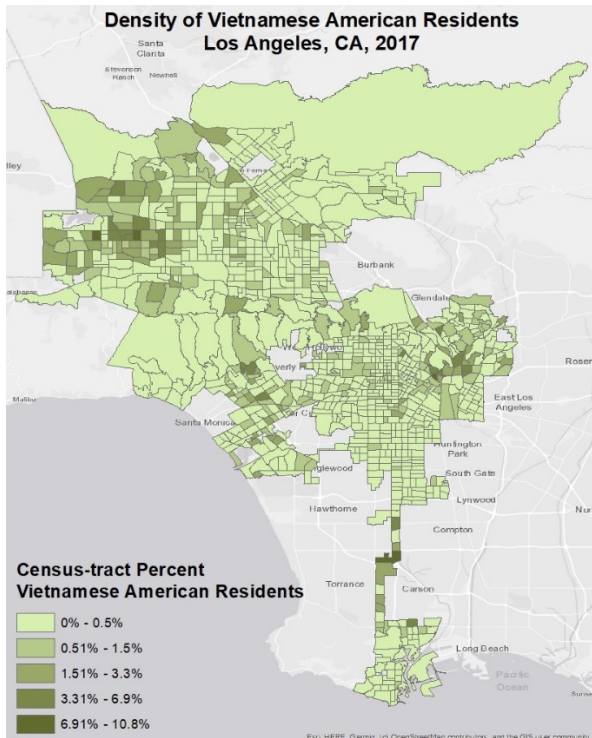 Density of Vietnamese American Residents
Los Angeles, CA, 2017
Santa
Clarita
Stevenson
Ranch
Newhall
Burbank
Glendale
Malibu
Santa Monica
East Los
Angeles
Huntington
Park
South Gate
Lynwood
Hawthorne
Compton
Torrance
Carson
Long Beach
Pacific
Ocean
Census-tract Percent
Vietnamese American Residents
0% - 0.5%
0.51% - 1.5%
1.51% - 3.3%
3.31% - 6.9%
6.91% - 10.8%